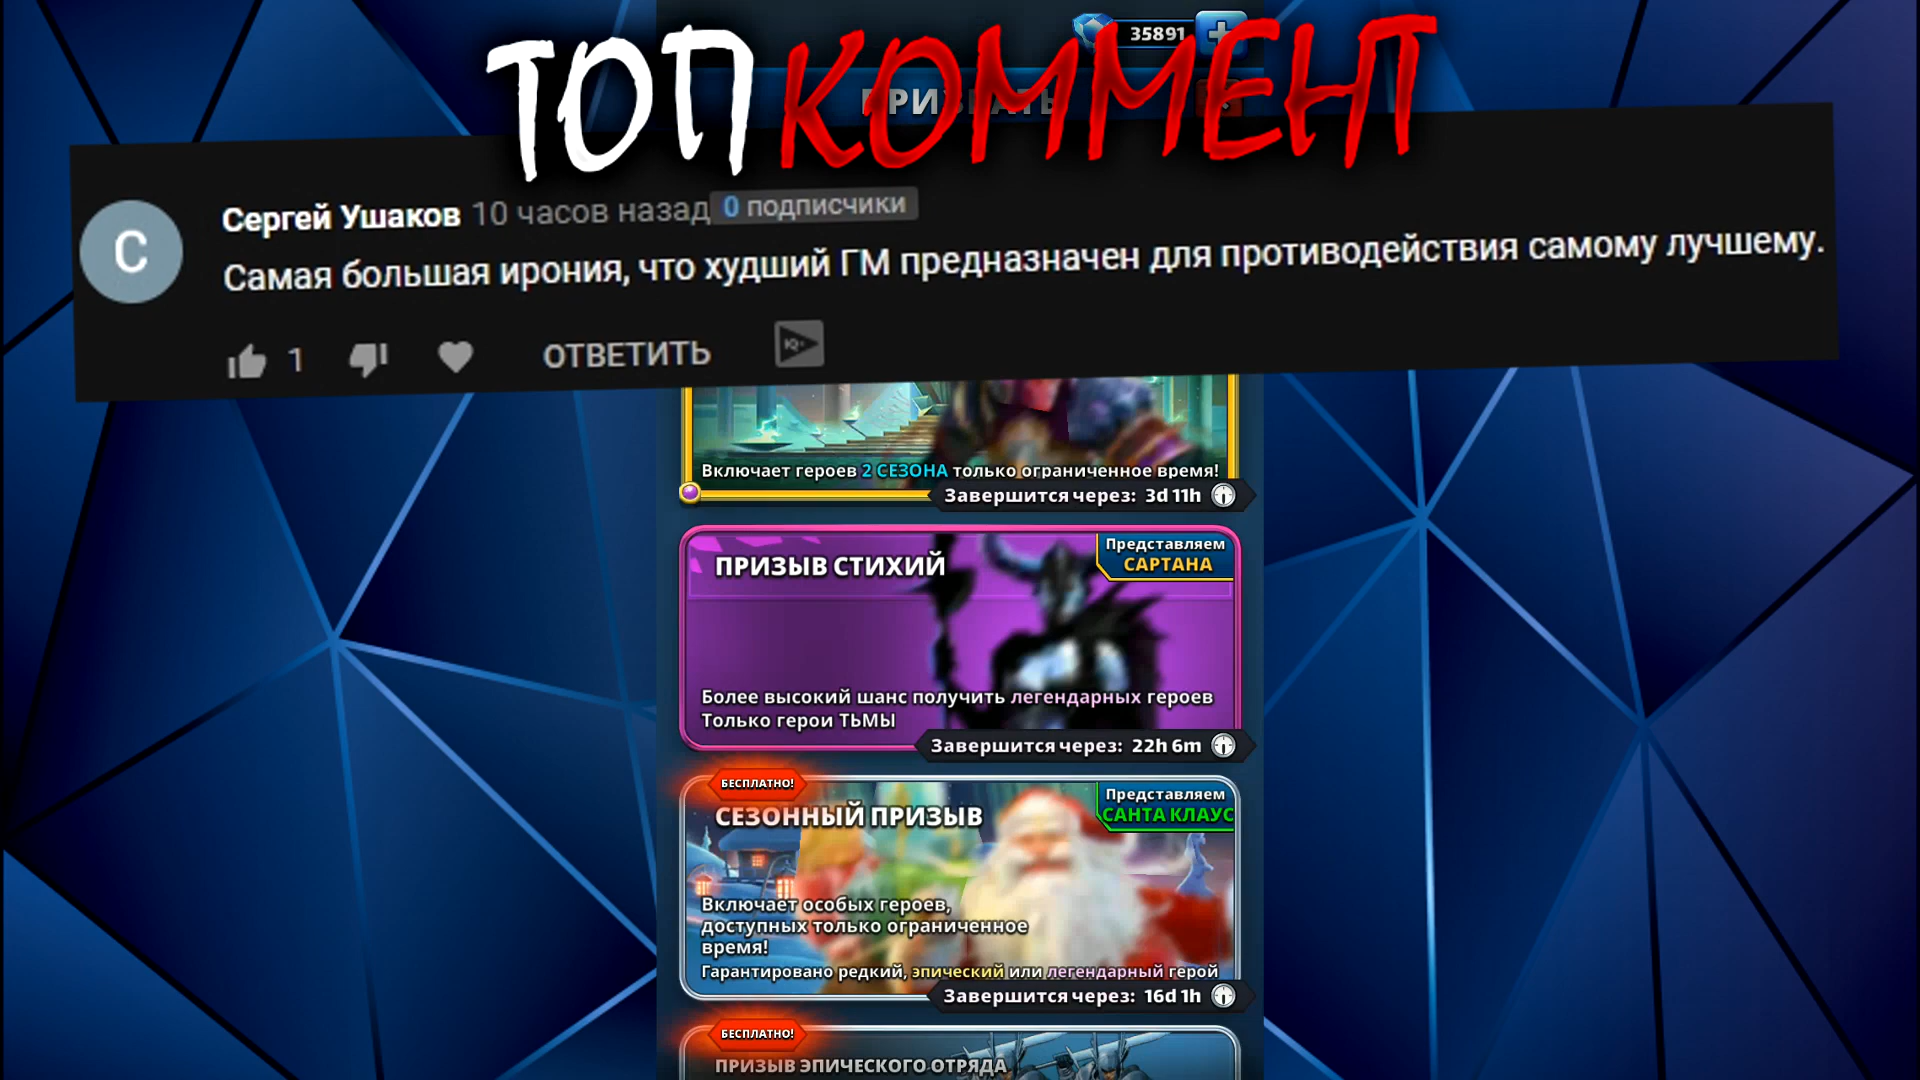 35891
ТОП КОММЕНТ
ПРИЗВАТЬ
С
Сергей Ушаков 10 часов назад 0 подписчики
Самая большая ирония, что худший ГМ предназначен для противодействия самому лучшему.
1
ОТВЕТИТЬ
IQ
Включает героев 2 СЕЗОНА только ограниченное время!
Завершится через: 3d 11h
ПРИЗЫВ СТИХИЙ
Представляем
САРТАНА
Более высокий шанс получить легендарных героев
Только герои ТЬМЫ
Завершится через: 22h 6m
БЕСПЛАТНО!
СЕЗОННЫЙ ПРИЗЫВ
Представляем
САНТА КЛАУС
Включает особых героев,
доступных только ограниченное
время!
Гарантировано редкий, эпический или легендарный герой
Завершится через: 16d 1h
БЕСПЛАТНО!
ПРИЗЫВ ЭПИЧЕСКОГО ОТРЯДА